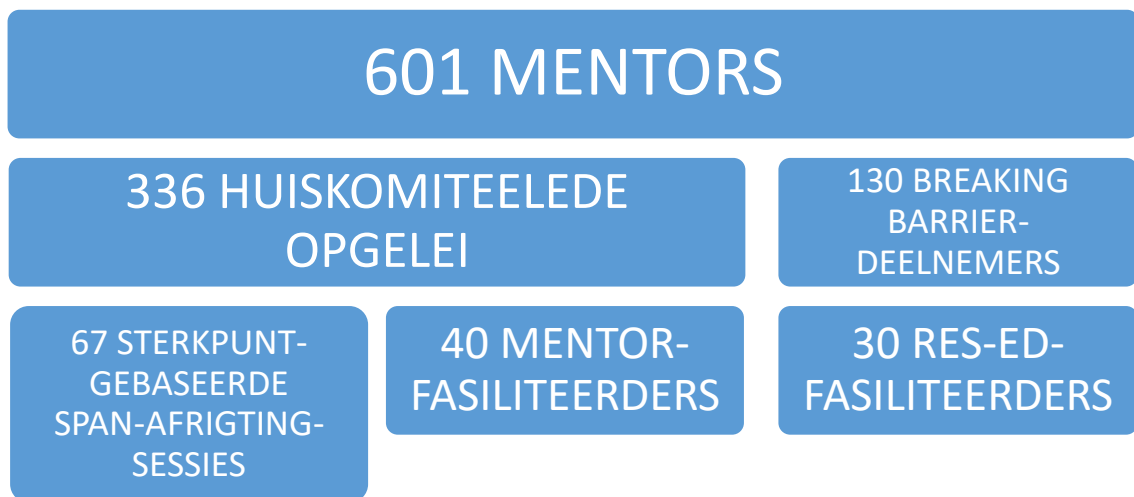 601 MENTORS
336 HUISKOMITEELEDE
OPGELEI
130 BREAKING
BARRIER-
DEELNEMERS
67 STERKPUNT-
GEBASEERDE
SPAN-AFRIGTING-
SESSIES
40 MENTOR-
FASILITEERDERS
30 RES-ED-
FASILITEERDERS